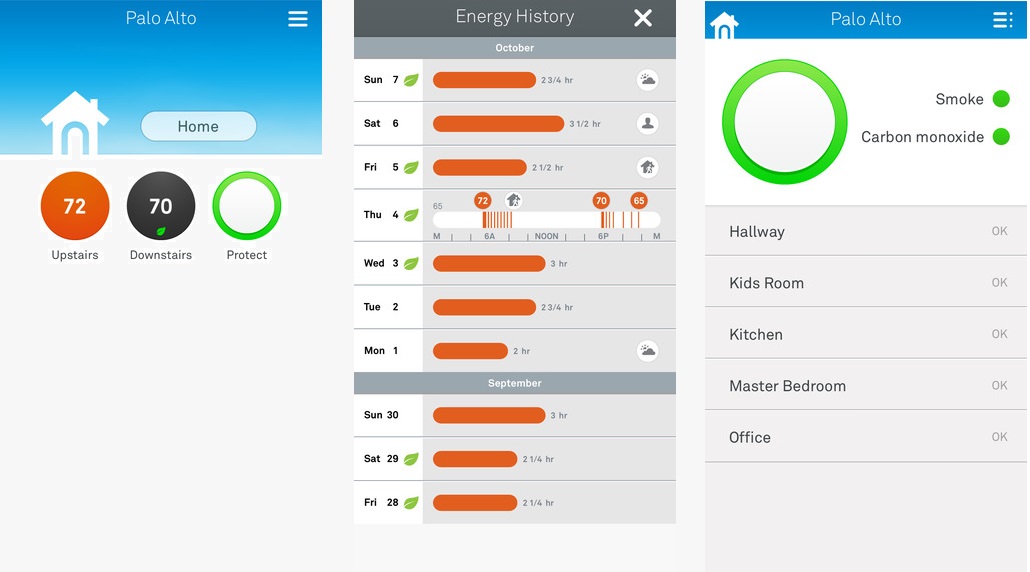 Palo Alto
Home
72
70
Upstairs
Downstairs
Protect
Energy History
October
Sun 7
2 3/4 hr
Sat 6
3 1/2 hr
Fri 5
2 1/2 hr
Thu 4
65
72
70
65
M
6A
NOON
6P
M
Wed 3
3 hr
Tue 2
2 3/4 hr
Mon 1
2 hr
September
Sun 30
3 hr
Sat 29
2 1/4 hr
Fri 28
2 1/4 hr
Palo Alto
Smoke
Carbon monoxide
Hallway OK
Kids Room OK
Kitchen OK
Master Bedroom OK
Office OK